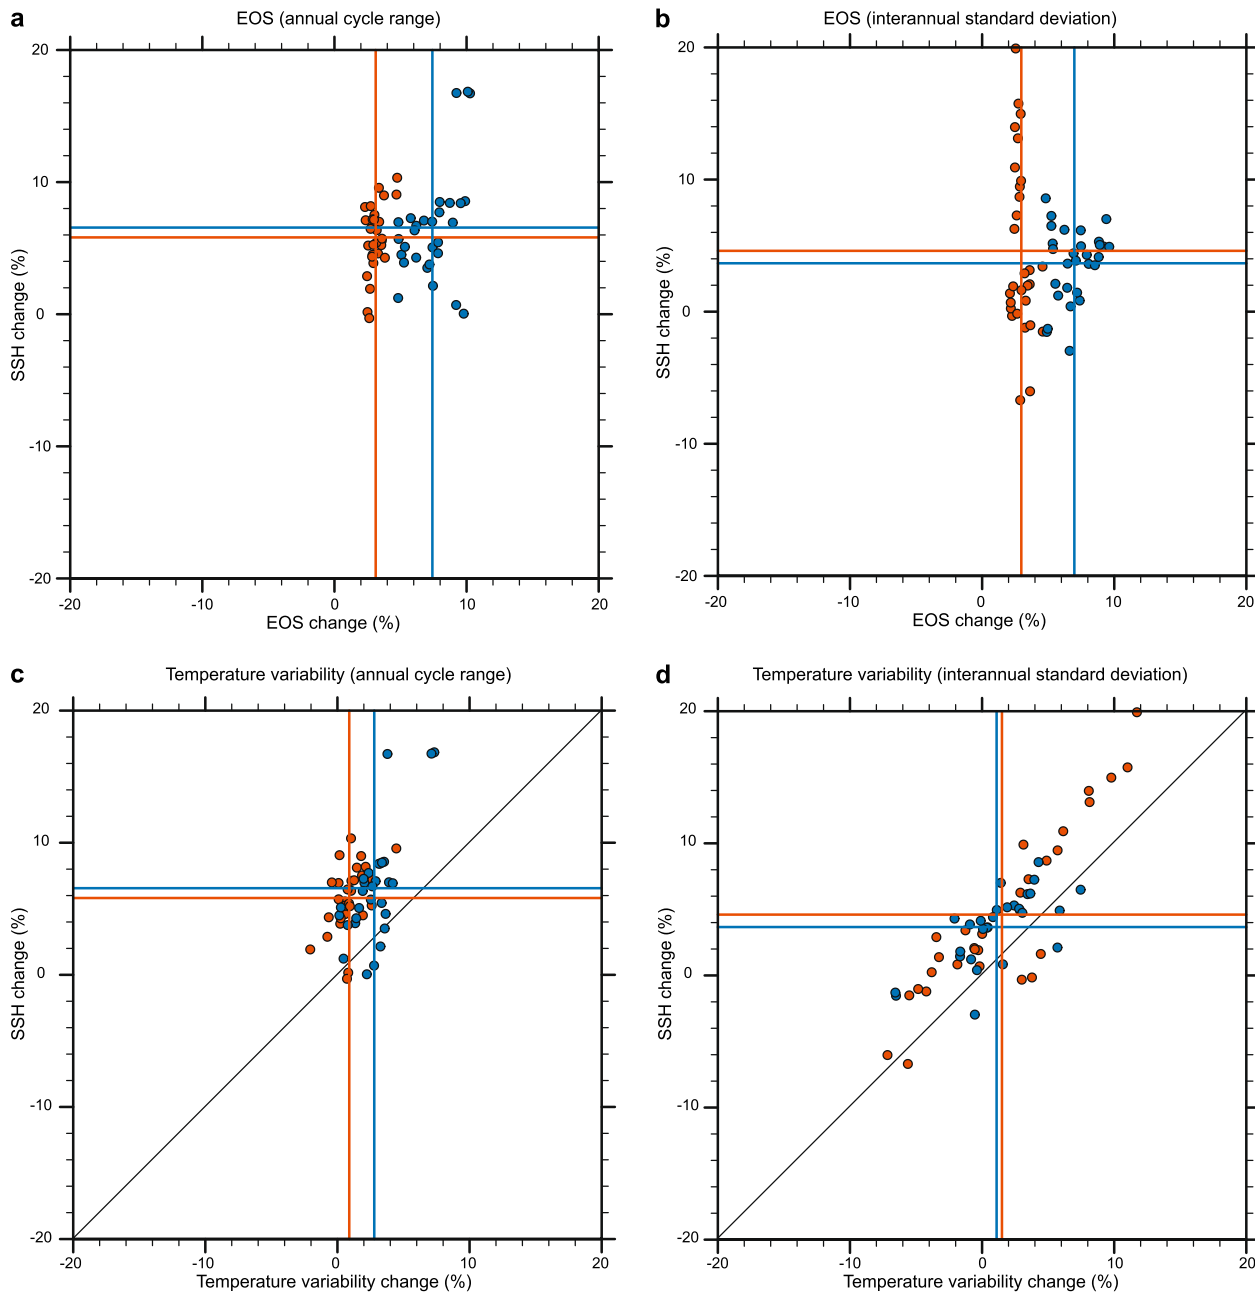 a
EOS (annual cycle range)
20
10
0
-10
-20
SSH change (%)
-20 -10 0 10 20
EOS change (%)
b
EOS (interannual standard deviation)
20
10
0
-10
-20
SSH change (%)
-20 -10 0 10 20
EOS change (%)
c
Temperature variability (annual cycle range)
20
10
0
-10
-20
SSH change (%)
-20 -10 0 10 20
Temperature variability change (%)
d
Temperature variability (interannual standard deviation)
20
10
0
-10
-20
SSH change (%)
-20 -10 0 10 20
Temperature variability change (%)